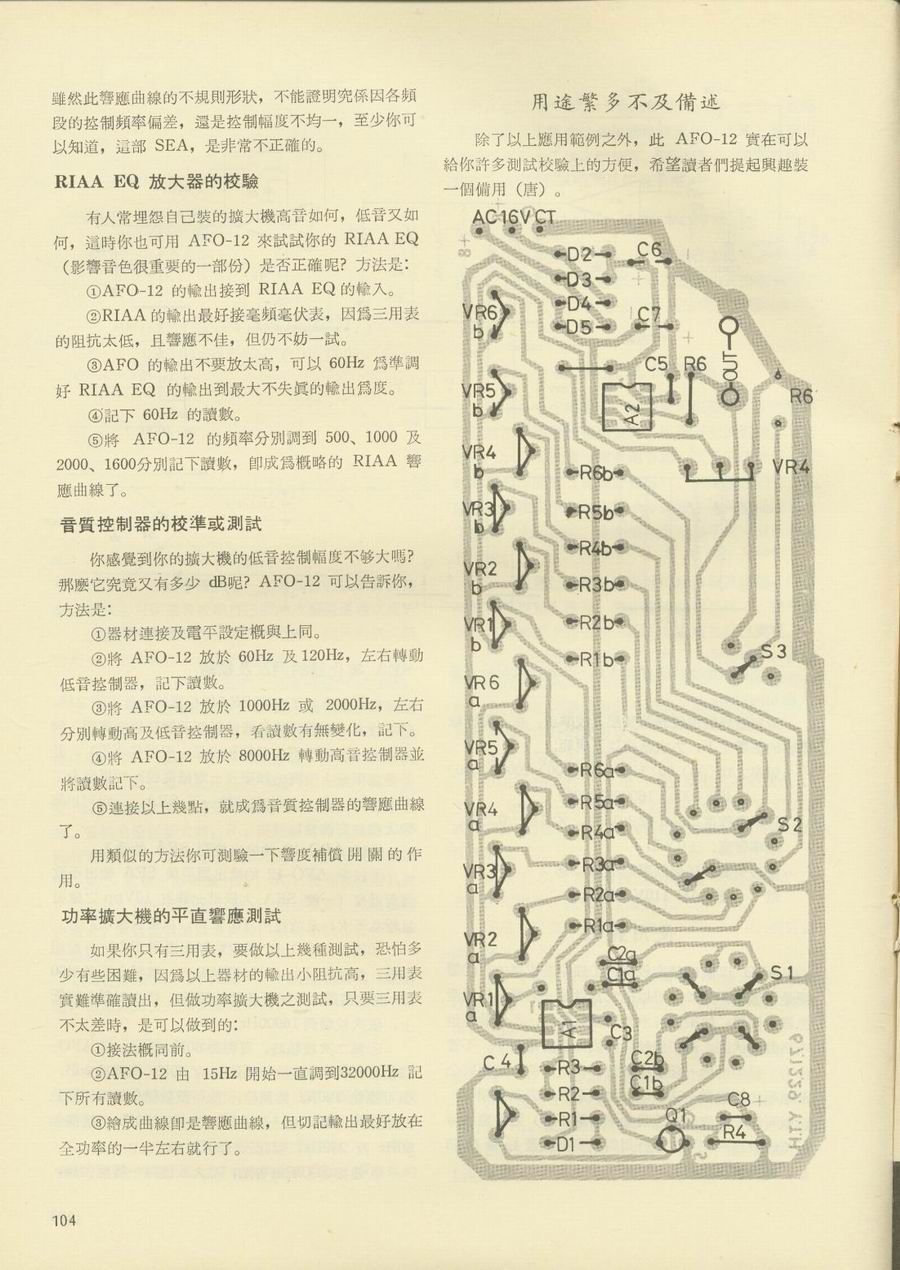 雖然此響應曲線的不規則形狀，不能證明究係因各頻
段的控制頻率偏差，還是控制幅度不均一，至少你可
以知道，這部 SEA，是非常不正確的。
RIAA EQ 放大器的校驗
有人常埋怨自己裝的擴大機高音如何，低音又如
何，這時你也可用 AFO-12 來試試你的 RIAA EQ
（影響音色很重要的一部份）是否正確呢？方法是：
①AFO-12 的輸出接到 RIAA EQ的輸入。
②RIAA 的輸出最好接毫頻毫伏表，因爲三用表
的阻抗太低，且響應不佳，但仍不妨一試。
③AFO 的輸出不要放太高，可以 60Hz 爲準調
好 RIAA EQ 的輸出到最大不失眞的輸出爲度。
④記下 60Hz 的讀數。
⑤將 AFO-12 的頻率分別調到 500、1000 及
2000、1600分別記下讀數，卽成爲概略的 RIAA 響
應曲線了。
音質控制器的校準或測試
你感覺到你的擴大機的低音控制幅度不够大嗎？
那麼它究竟又有多少 dB呢？AFO-12 可以告訴你，
方法是：
①器材連接及電平設定概與上同。
②將 AFO-12 放於 60Hz 及120Hz，左右轉動
低音控制器，記下讀數。
③將 AFO-12 放於 1000Hz 或 2000Hz，左右
分別轉動高及低音控制器，看讀數有無變化，記下。
④將 AFO-12 放於 8000Hz 轉動高音控制器並
將讀數記下。
⑤連接以上幾點，就成爲音質控制器的響應曲線
了。
用類似的方法你可測驗一下響度補償開關的作
用。
功率擴大機的平直響應測試
如果你只有三用表，要做以上幾種測試，恐怕多
少有些困難，因爲以上器材的輸出小阻抗高，三用表
實難準確讀出，但做功率擴大機之測試，只要三用表
不太差時，是可以做到的：
①接法概同前。
②AFO-12 由 15Hz 開始一直調到32000Hz 記
下所有讀數。
③繪成曲線卽是響應曲線，但切記輸出最好放在
全功率的一半左右就行了。
104
用途繁多不及備述
除了以上應用範例之外，此 AFO-12 實在可以
給你許多測試校驗上的方便，希望讀者們提起興趣裝
一個備用（唐）。
AC16V CT
D2
C6
D3
D4
VR6
b
D5
C7
OUT
C5
R6
VR5
b
A2
R6
VR4
b
R6b
VR4
VR3
b
R5b
R4b
VR2
b
R3b
VR1
b
R2b
R1b
S3
VR6
a
VR5
a
R6a
VR4
a
R5a
R4a
S2
VR3
a
R3a
R2a
R1a
VR2
a
C2a
C1a
S1
VR1
a
A1
C3
C4
R3
C2b
R2
C1b
R1
Q1
C8
D1
R4
671229. Y.T.H